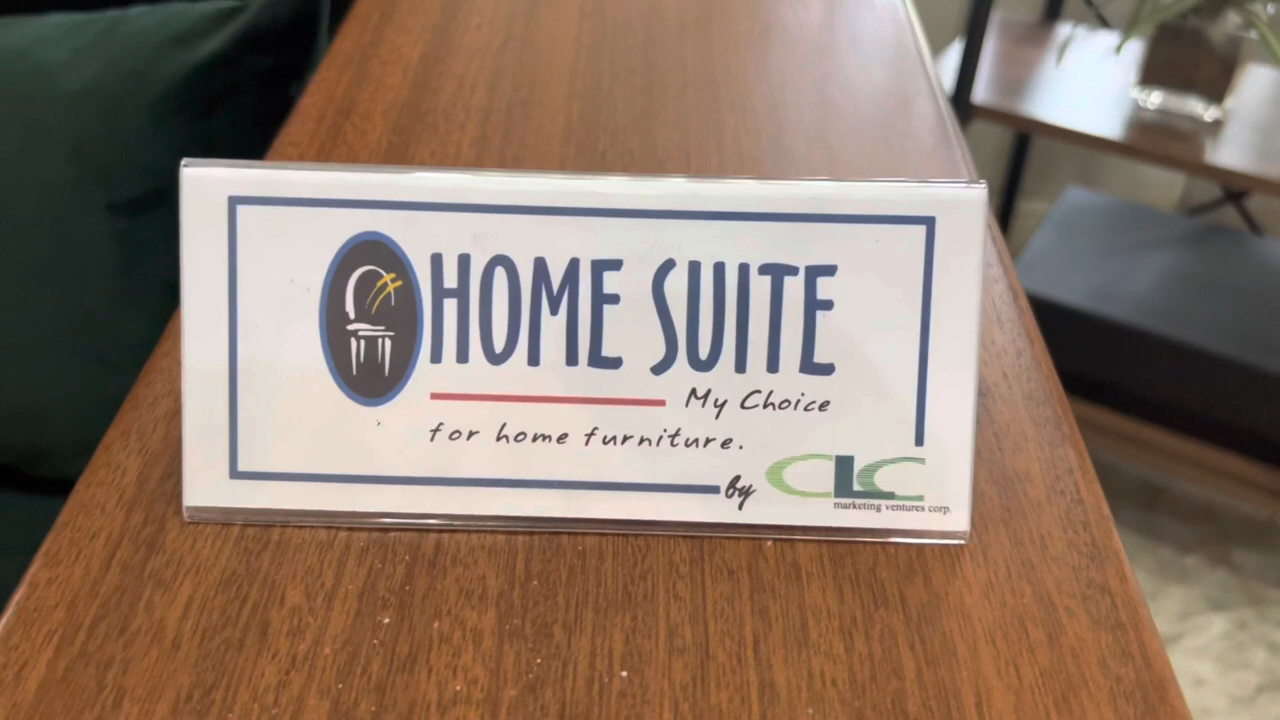 HOME SUITE
My Choice
for home furniture.
by CLC
marketing ventures corp.